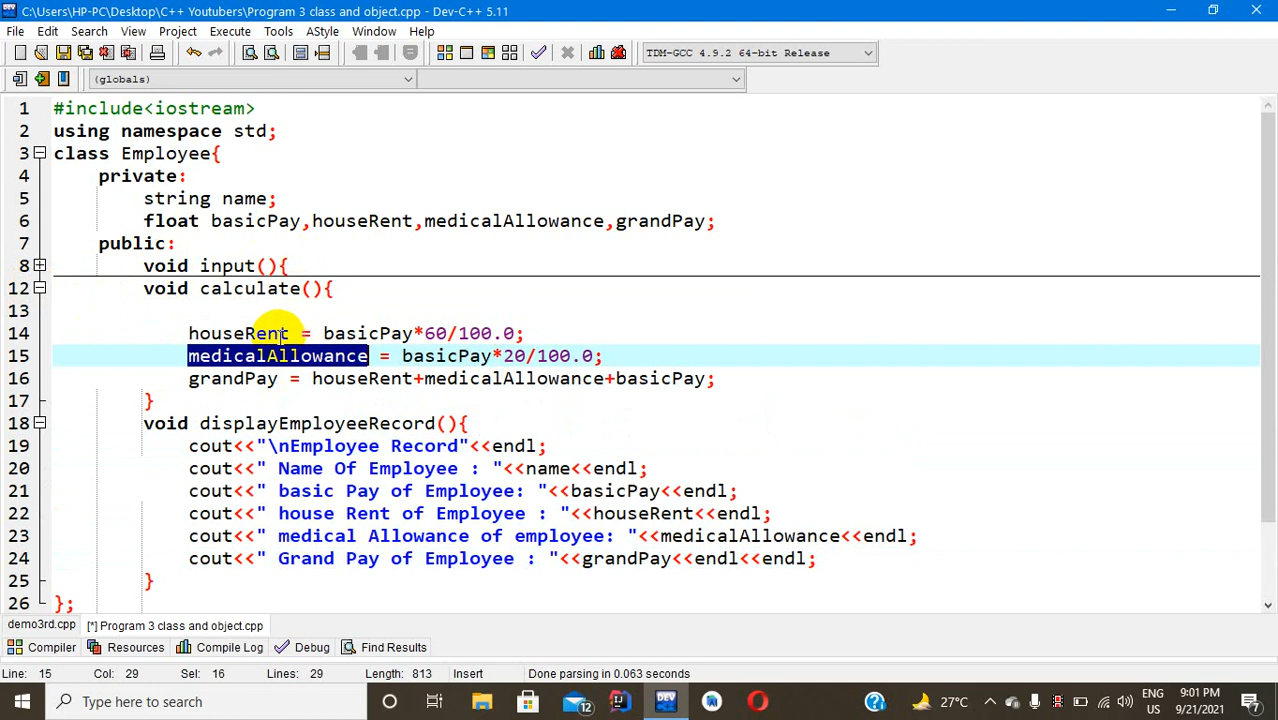 C:\Users\HP-PC\Desktop\C++ Youtubers\Program 3 class and object.cpp - Dev-C++ 5.11
File Edit Search View Project Execute Tools AStyle Window Help
TDM-GCC 4.9.2 64-bit Release
(globals)
1 #include<iostream>
2 using namespace std;
3 class Employee{
4 private:
5 string name;
6 float basicPay,houseRent,medicalAllowance,grandPay;
7 public:
8 void input(){
12 void calculate(){
13
14 houseRent = basicPay*60/100.0;
15 medicalAllowance = basicPay*20/100.0;
16 grandPay = houseRent+medicalAllowance+basicPay;
17 }
18 void displayEmployeeRecord(){
19 cout<<"\nEmployee Record"<<endl;
20 cout<<" Name Of Employee : "<<name<<endl;
21 cout<<" basic Pay of Employee: "<<basicPay<<endl;
22 cout<<" house Rent of Employee : "<<houseRent<<endl;
23 cout<<" medical Allowance of employee: "<<medicalAllowance<<endl;
24 cout<<" Grand Pay of Employee : "<<grandPay<<endl<<endl;
25 }
26 };
demo3rd.cpp [*] Program 3 class and object.cpp
Compiler Resources Compile Log Debug Find Results
Line: 15 Col: 29 Sel: 16 Lines: 29 Length: 813 Insert Done parsing in 0.063 seconds
Type here to search 12 DEV 27°C ENG 9:01 PM
US 9/21/2021 7